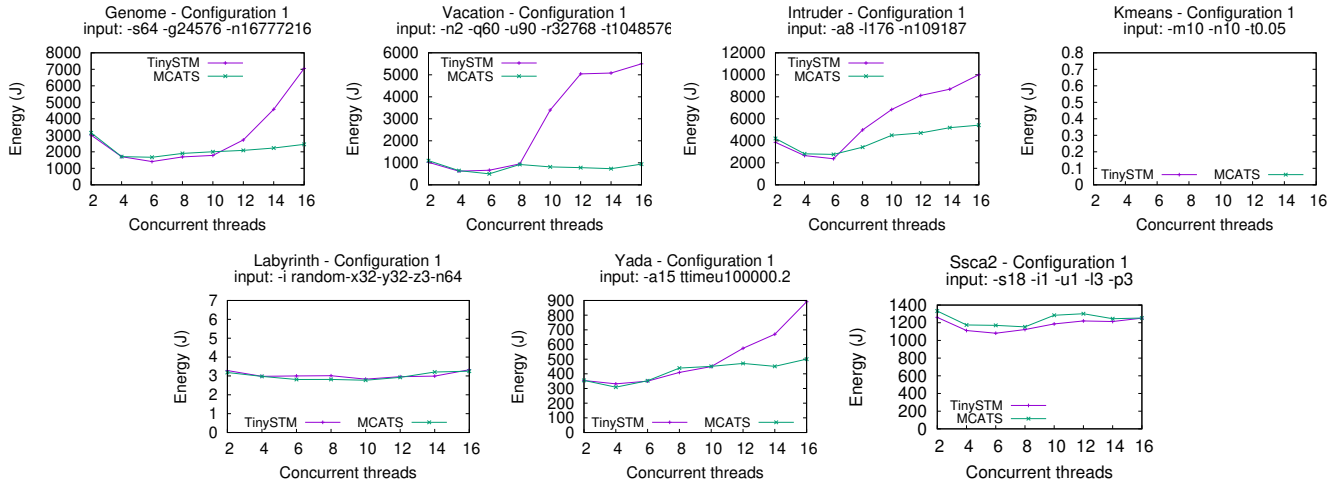 Genome - Configuration 1
input: -s64 -g24576 -n16777216
Energy (J)
8000
7000
6000
5000
4000
3000
2000
1000
0
TinySTM
MCATS
2 4 6 8 10 12 14 16
Concurrent threads
Vacation - Configuration 1
input: -n2 -q60 -u90 -r32768 -t1048576
Energy (J)
6000
5000
4000
3000
2000
1000
0
TinySTM
MCATS
2 4 6 8 10 12 14 16
Concurrent threads
Intruder - Configuration 1
input: -a8 -l176 -n109187
Energy (J)
12000
10000
8000
6000
4000
2000
0
TinySTM
MCATS
2 4 6 8 10 12 14 16
Concurrent threads
Kmeans - Configuration 1
input: -m10 -n10 -t0.05
Energy (J)
0.8
0.7
0.6
0.5
0.4
0.3
0.2
0.1
0
TinySTM MCATS
2 4 6 8 10 12 14 16
Concurrent threads
Labyrinth - Configuration 1
input: -i random-x32-y32-z3-n64
Energy (J)
7
6
5
4
3
2
1
0
TinySTM MCATS
2 4 6 8 10 12 14 16
Concurrent threads
Yada - Configuration 1
input: -a15 ttimeu100000.2
Energy (J)
900
800
700
600
500
400
300
200
100
0
TinySTM MCATS
2 4 6 8 10 12 14 16
Concurrent threads
Ssca2 - Configuration 1
input: -s18 -i1 -u1 -l3 -p3
Energy (J)
1400
1200
1000
800
600
400
200
0
TinySTM
MCATS
2 4 6 8 10 12 14 16
Concurrent threads